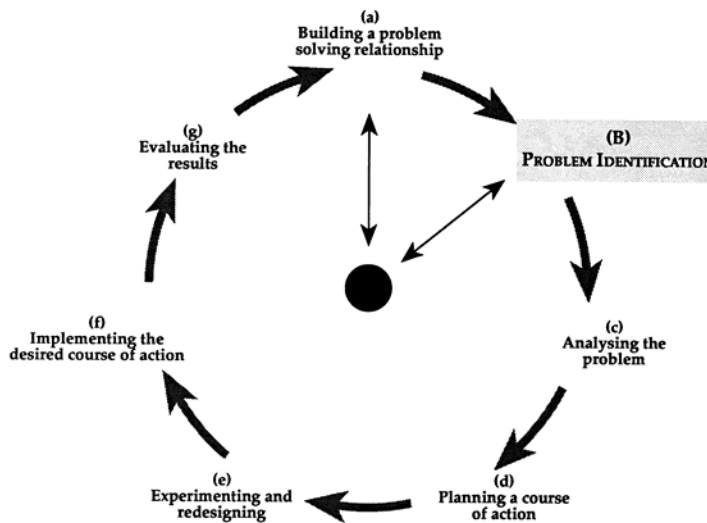 (a)
Building a problem
solving relationship
(B)
PROBLEM IDENTIFICATION
(c)
Analysing the
problem
(d)
Planning a course
of action
(e)
Experimenting and
redesigning
(f)
Implementing the
desired course of action
(g)
Evaluating the
results